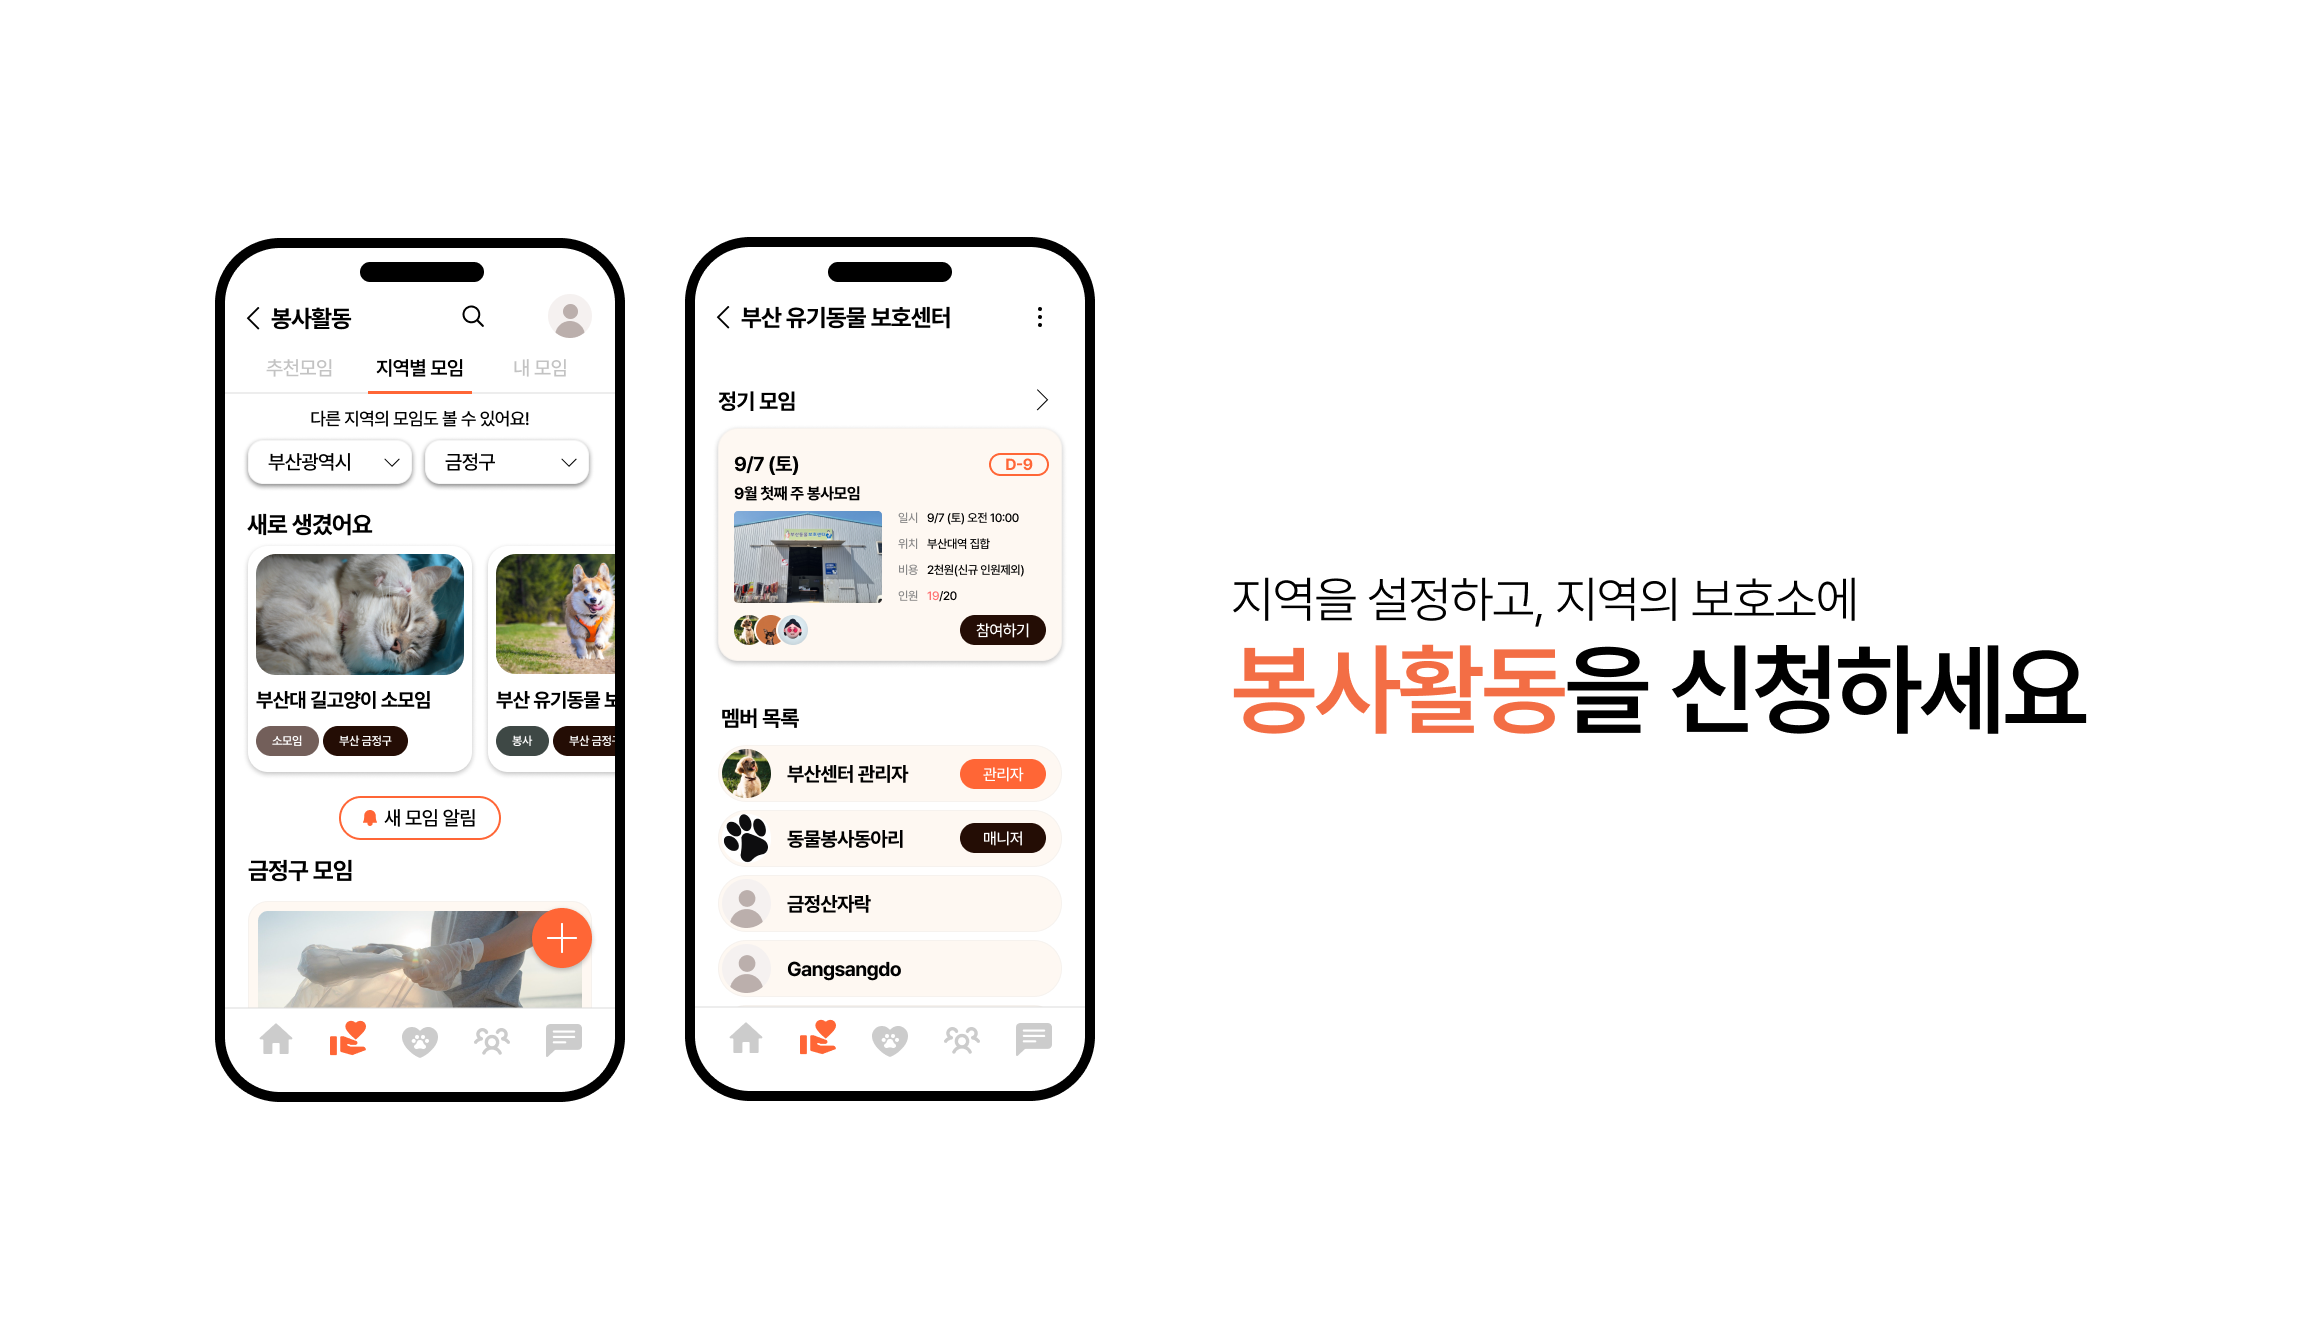 봉사활동
추천모임
지역별 모임
내 모임
다른 지역의 모임도 볼 수 있어요!
부산광역시
금정구
새로 생겼어요
부산대 길고양이 소모임
소모임
부산 금정구
부산 유기동물 보
봉사
부산 금정구
새 모임 알림
금정구 모임
부산 유기동물 보호센터
정기 모임
9/7 (토)
D-9
9월 첫째 주 봉사모임
부산동물보호센터
일시 9/7 (토) 오전 10:00
위치 부산대역 집합
비용 2천원(신규 인원제외)
인원 19/20
참여하기
멤버 목록
부산센터 관리자
관리자
동물봉사동아리
매니저
금정산자락
Gangsangdo
지역을 설정하고, 지역의 보호소에
봉사활동을 신청하세요